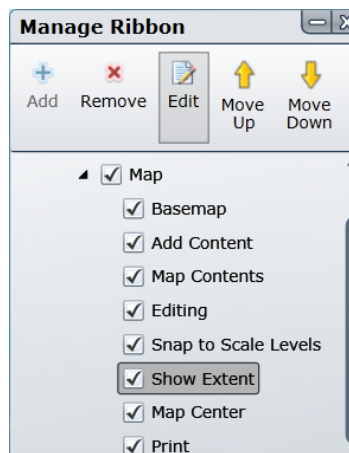 Manage Ribbon
Add
Remove
Edit
Move Up
Move Down
Map
Basemap
Add Content
Map Contents
Editing
Snap to Scale Levels
Show Extent
Map Center
Print